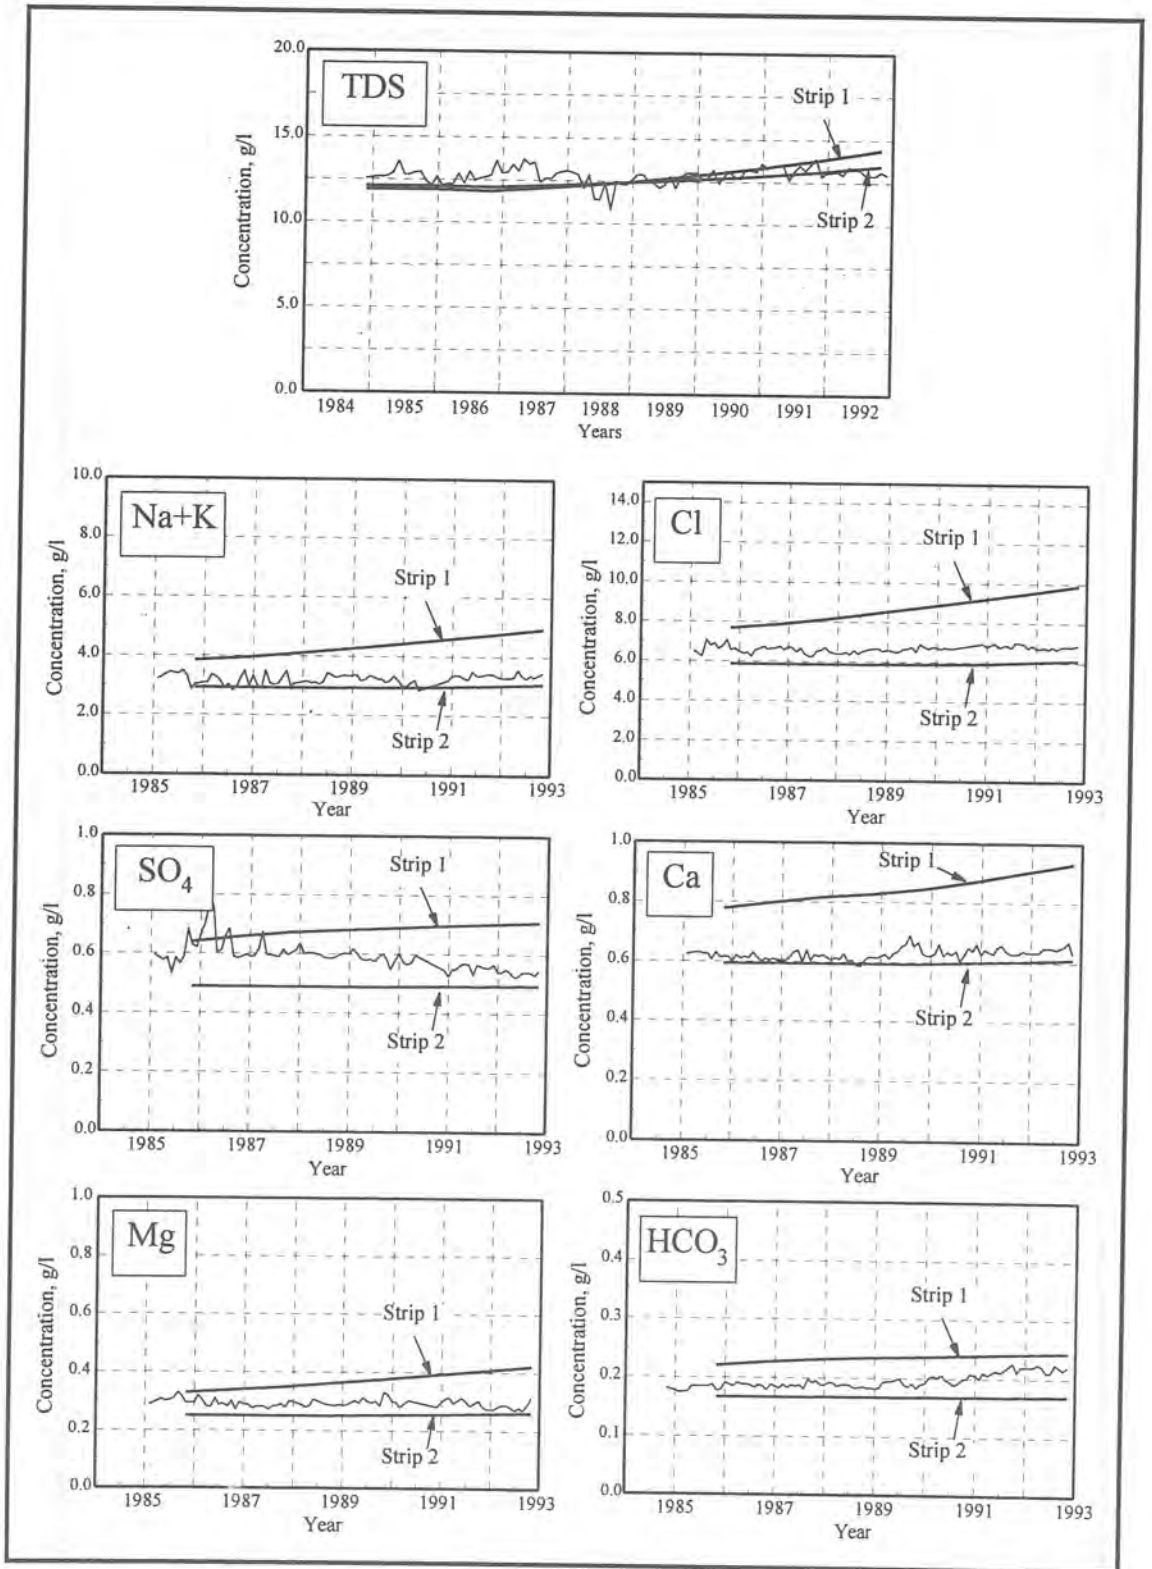 20.0
TDS
Strip 1
15.0
Concentration, g/l
10.0
Strip 2
5.0
0.0
1984 1985 1986 1987 1988 1989 1990 1991 1992
Years
10.0
Na+K
8.0
Concentration, g/l
6.0
Strip 1
4.0
2.0
Strip 2
0.0
1985 1987 1989 1991 1993
Year
14.0
Cl
12.0
Strip 1
Concentration, g/l
10.0
8.0
6.0
4.0
Strip 2
2.0
0.0
1985 1987 1989 1991 1993
Year
1.0
SO4
Strip 1
0.8
Concentration, g/l
0.6
0.4
Strip 2
0.2
0.0
1985 1987 1989 1991 1993
Year
1.0
Ca
Strip 1
0.8
Concentration, g/l
0.6
Strip 2
0.4
0.2
0.0
1985 1987 1989 1991 1993
Year
1.0
Mg
0.8
Concentration, g/l
0.6
Strip 1
0.4
0.2
Strip 2
0.0
1985 1987 1989 1991 1993
Year
0.5
HCO3
0.4
Concentration, g/l
0.3
Strip 1
0.2
0.1
Strip 2
0.0
1985 1987 1989 1991 1993
Year